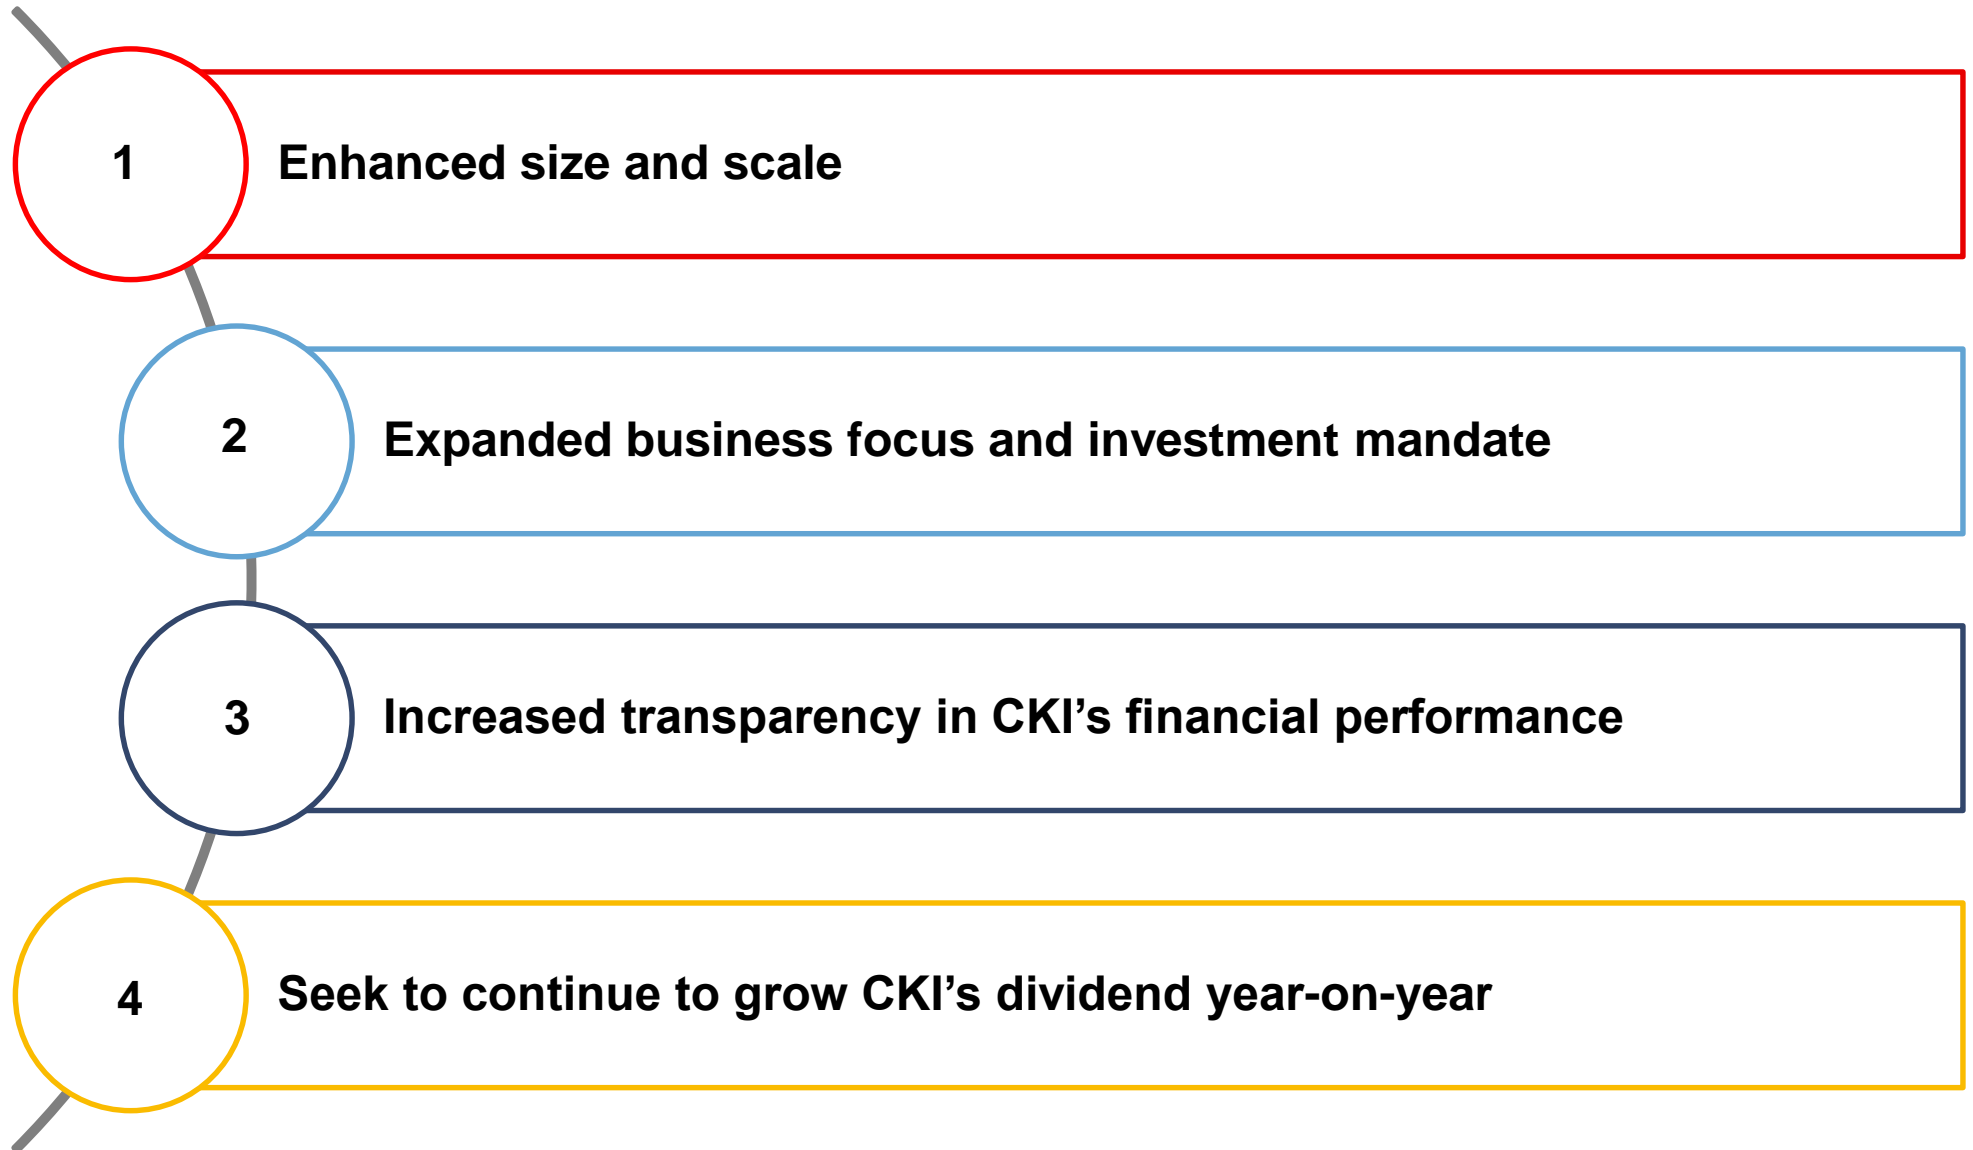 1
Enhanced size and scale
2
Expanded business focus and investment mandate
3
Increased transparency in CKI’s financial performance
4
Seek to continue to grow CKI’s dividend year-on-year